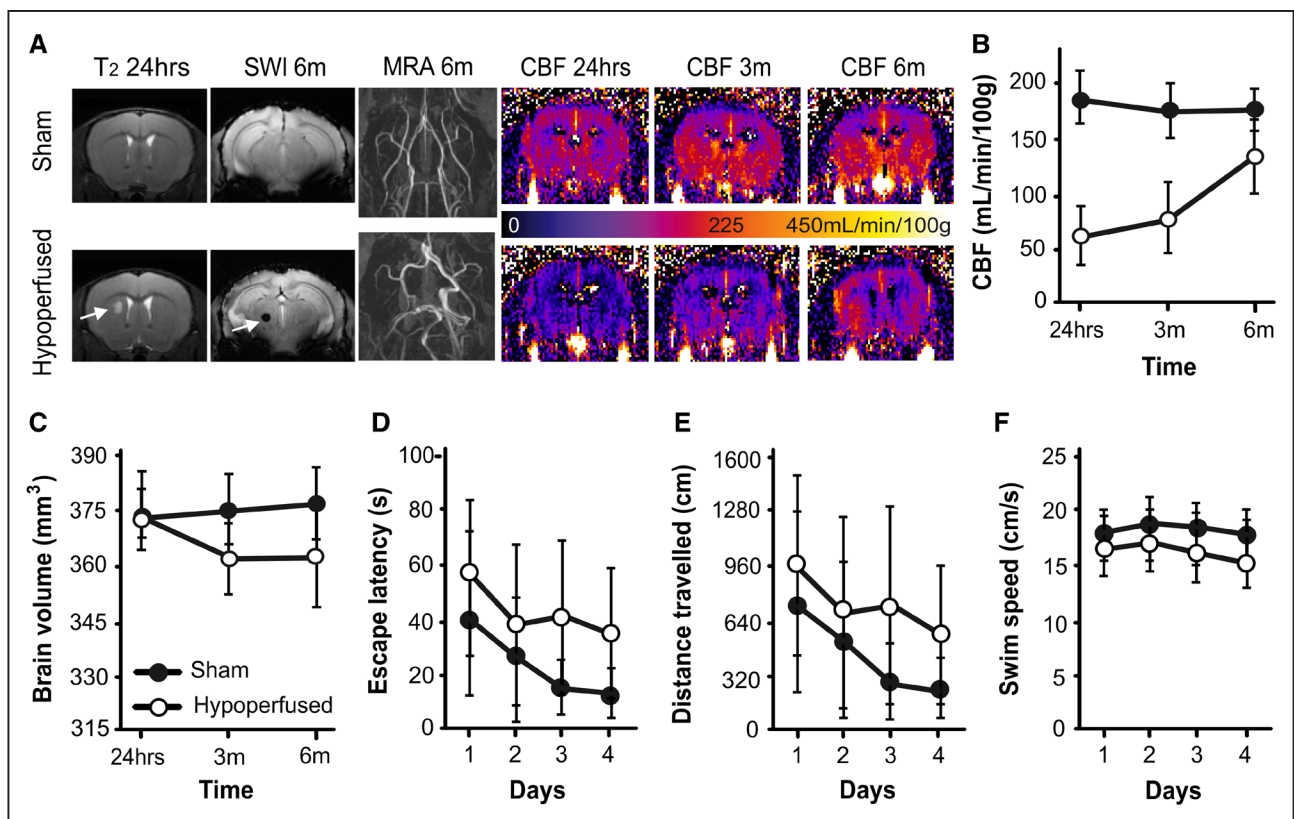 A
T2 24hrs SWI 6m MRA 6m CBF 24hrs CBF 3m CBF 6m
Sham
Hypoperfused
0 225 450mL/min/100g
B
CBF (mL/min/100g)
200
150
100
50
0
24hrs 3m 6m
Time
C
Brain volume (mm3)
390
375
360
345
330
315
Sham
Hypoperfused
24hrs 3m 6m
Time
D
Escape latency (s)
100
80
60
40
20
0
1 2 3 4
Days
E
Distance travelled (cm)
1600
1280
960
640
320
0
1 2 3 4
Days
F
Swim speed (cm/s)
25
20
15
10
5
0
1 2 3 4
Days